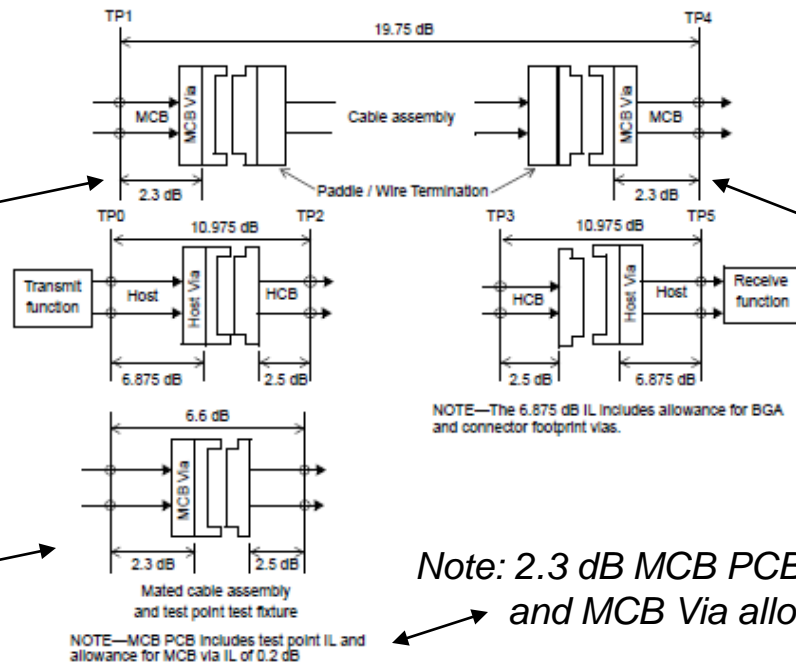 TP1
TP4
19.75 dB
MCB
MCB Via
Cable assembly
MCB Via
MCB
2.3 dB
Paddle / Wire Termination
2.3 dB
TP0
TP2
TP3
TP5
10.975 dB
10.975 dB
Transmit
function
Host
Host Via
HCB
HCB
Host Via
Host
Receive
function
6.875 dB
2.5 dB
2.5 dB
6.875 dB
NOTE—The 6.875 dB IL includes allowance for BGA
and connector footprint vias.
6.6 dB
MCB Via
2.3 dB
2.5 dB
Mated cable assembly
and test point test fixture
NOTE—MCB PCB includes test point IL and
allowance for MCB via IL of 0.2 dB
Note: 2.3 dB MCB PCB
and MCB Via allo